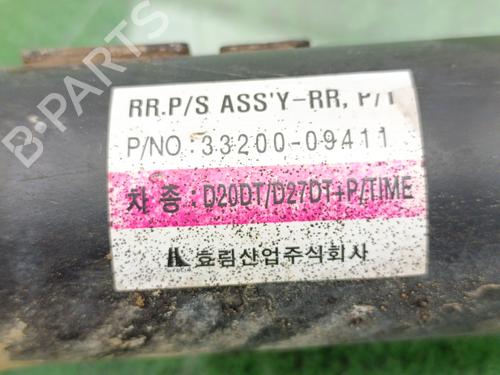 RR.P/S ASS'Y-RR, P/T
P/NO : 33200-09411
차 종 : D20DT/D27DT+P/TIME
효림산업주식회사